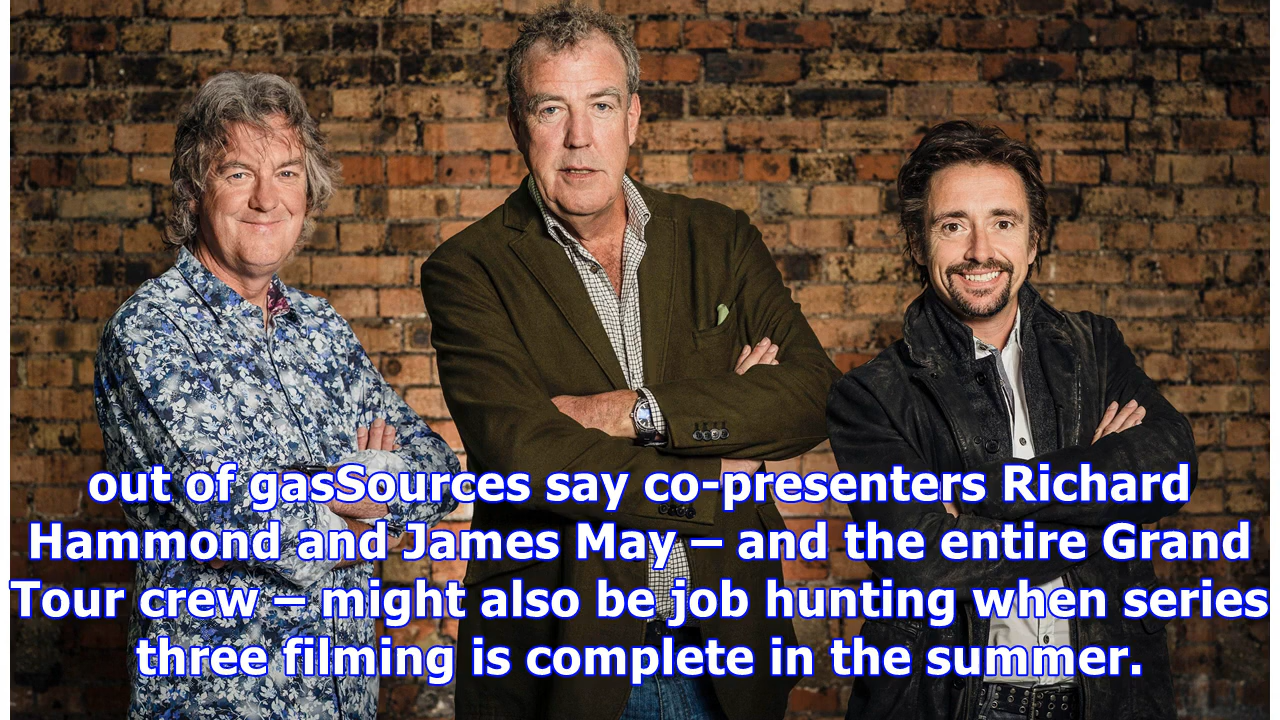 out of gasSources say co-presenters Richard
Hammond and James May – and the entire Grand
Tour crew – might also be job hunting when series
three filming is complete in the summer.